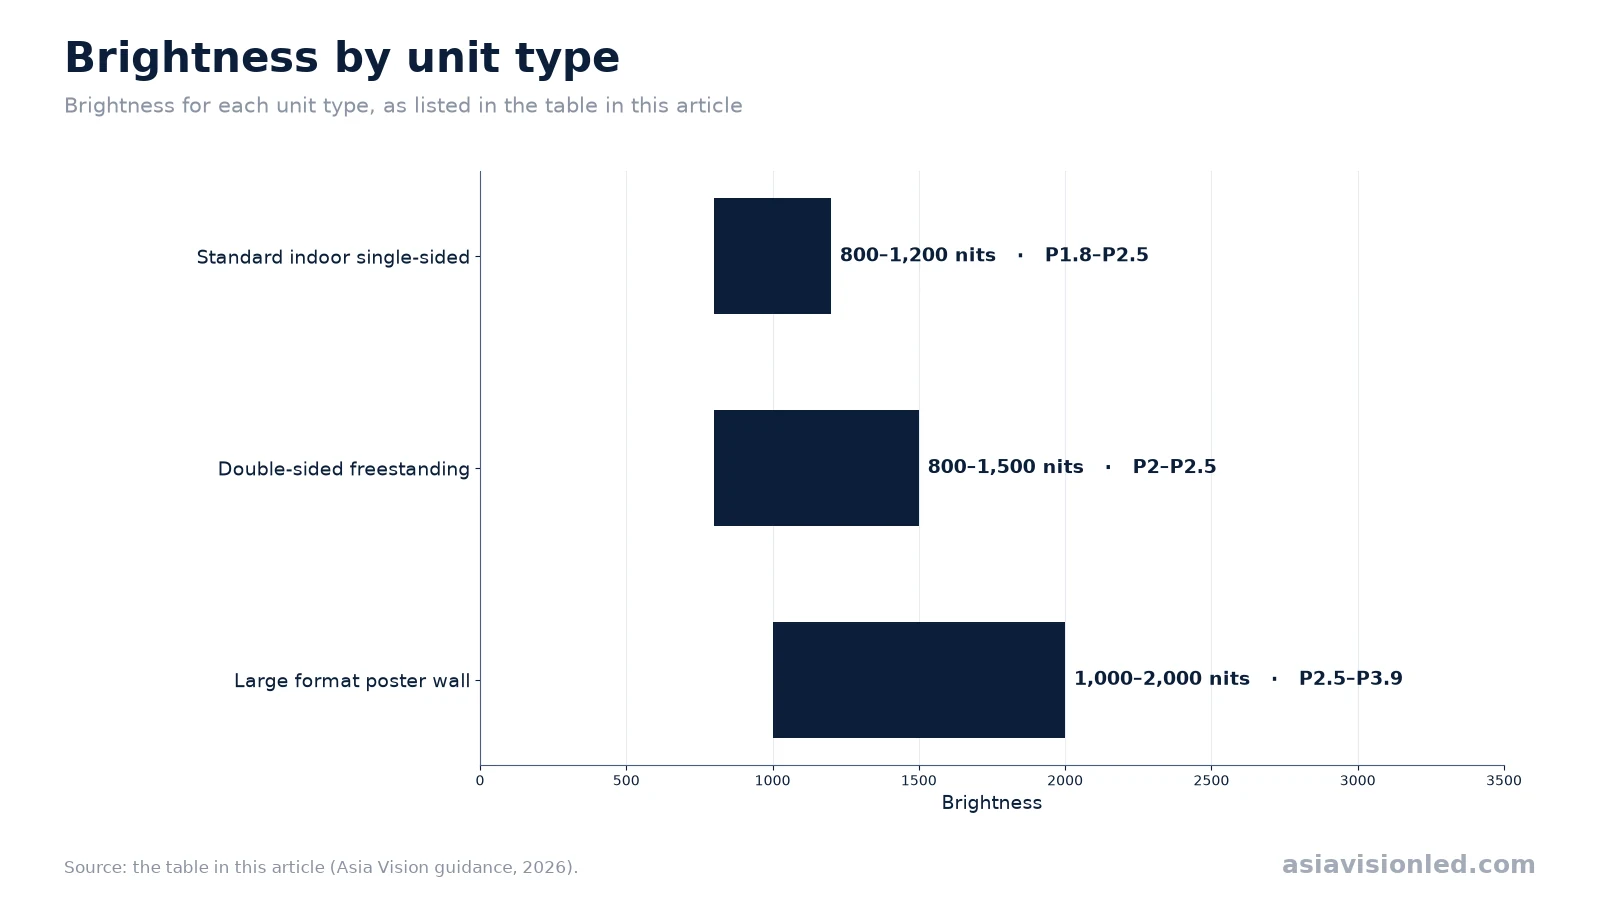 Brightness by unit type
Brightness for each unit type, as listed in the table in this article
Standard indoor single-sided
800–1,200 nits · P1.8–P2.5
Double-sided freestanding
800–1,500 nits · P2–P2.5
Large format poster wall
1,000–2,000 nits · P2.5–P3.9
0 500 1000 1500 2000 2500 3000 3500
Brightness
Source: the table in this article (Asia Vision guidance, 2026).
asiavisionled.com